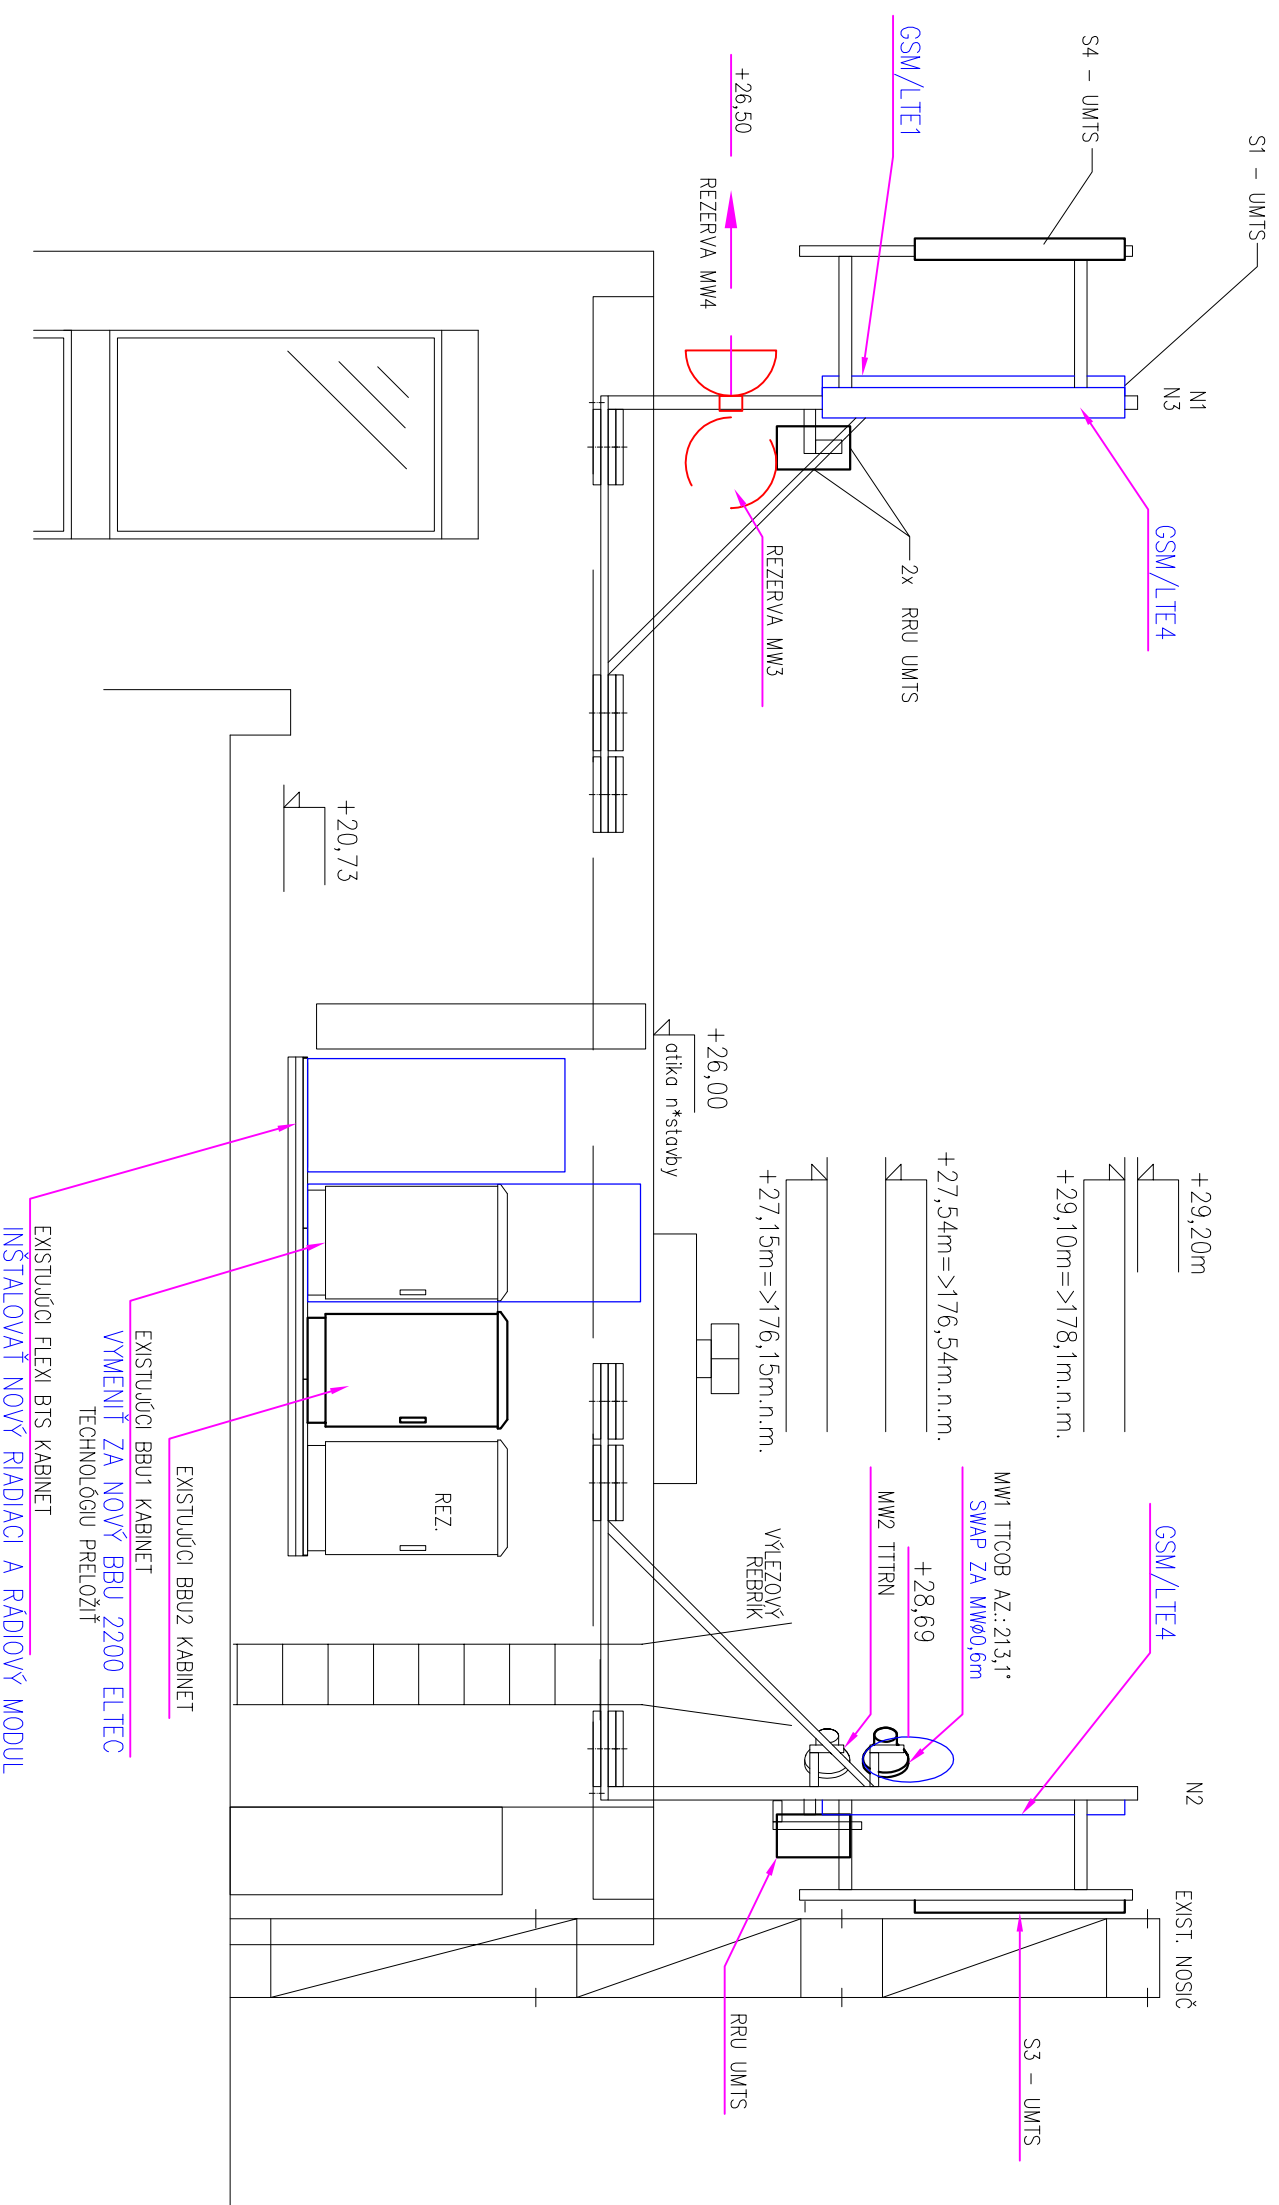 S1 - UMTS
S4 - UMTS
GSM/LTE1
+26,50
REZERVA MW4
N1
N3
GSM/LTE4
2x RRU UMTS
REZERVA MW3
+20,73
+26,00
atika n*stavby
+29,20m
+29,10m=>178,1m.n.m.
+27,54m=>176,54m.n.m.
+27,15m=>176,15m.n.m.
GSM/LTE4
MW1 TTCOB AZ.:213,1°
SWAP ZA MWø0,6m
+28,69
MW2 TTTRN
VÝLEZOVÝ
REBRÍK
N2
EXIST. NOSIČ
S3 - UMTS
RRU UMTS
REZ.
EXISTUJÚCI BBU2 KABINET
EXISTUJÚCI BBU1 KABINET
VYMENIŤ ZA NOVÝ BBU 2200 ELTEC
TECHNOLÓGIU PRELOŽIŤ
EXISTUJÚCI FLEXI BTS KABINET
INŠTALOVAŤ NOVÝ RIADIACI A RÁDIOVÝ MODUL